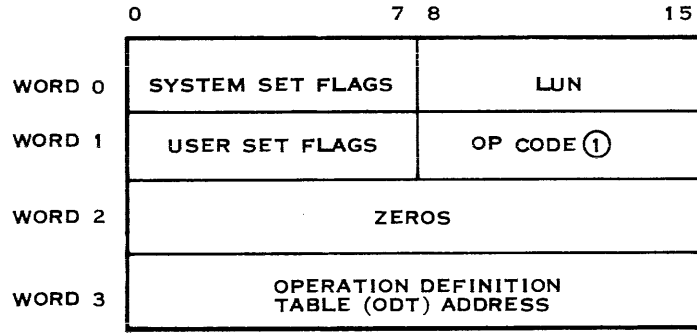 0 7 8 15
WORD 0 SYSTEM SET FLAGS LUN
WORD 1 USER SET FLAGS OP CODE ①
WORD 2 ZEROS
WORD 3 OPERATION DEFINITION
TABLE (ODT) ADDRESS